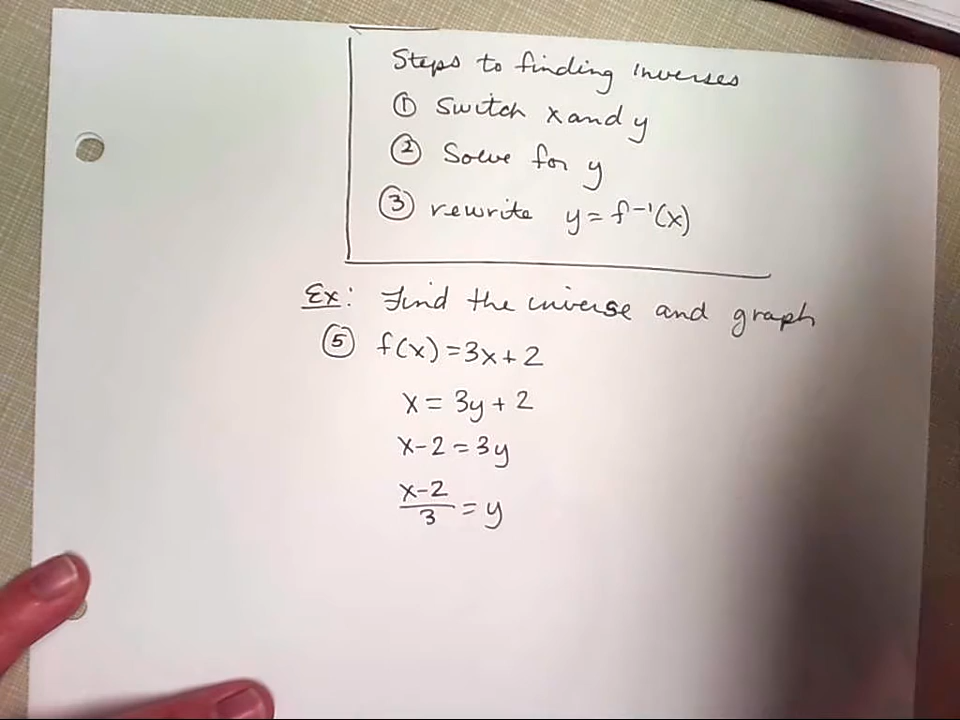 Steps to finding inverses
① Switch x and y
② Solve for y
③ rewrite y = f⁻¹(x)
Ex: Find the inverse and graph
⑤ f(x) = 3x + 2
x = 3y + 2
x - 2 = 3y
x - 2 / 3 = y